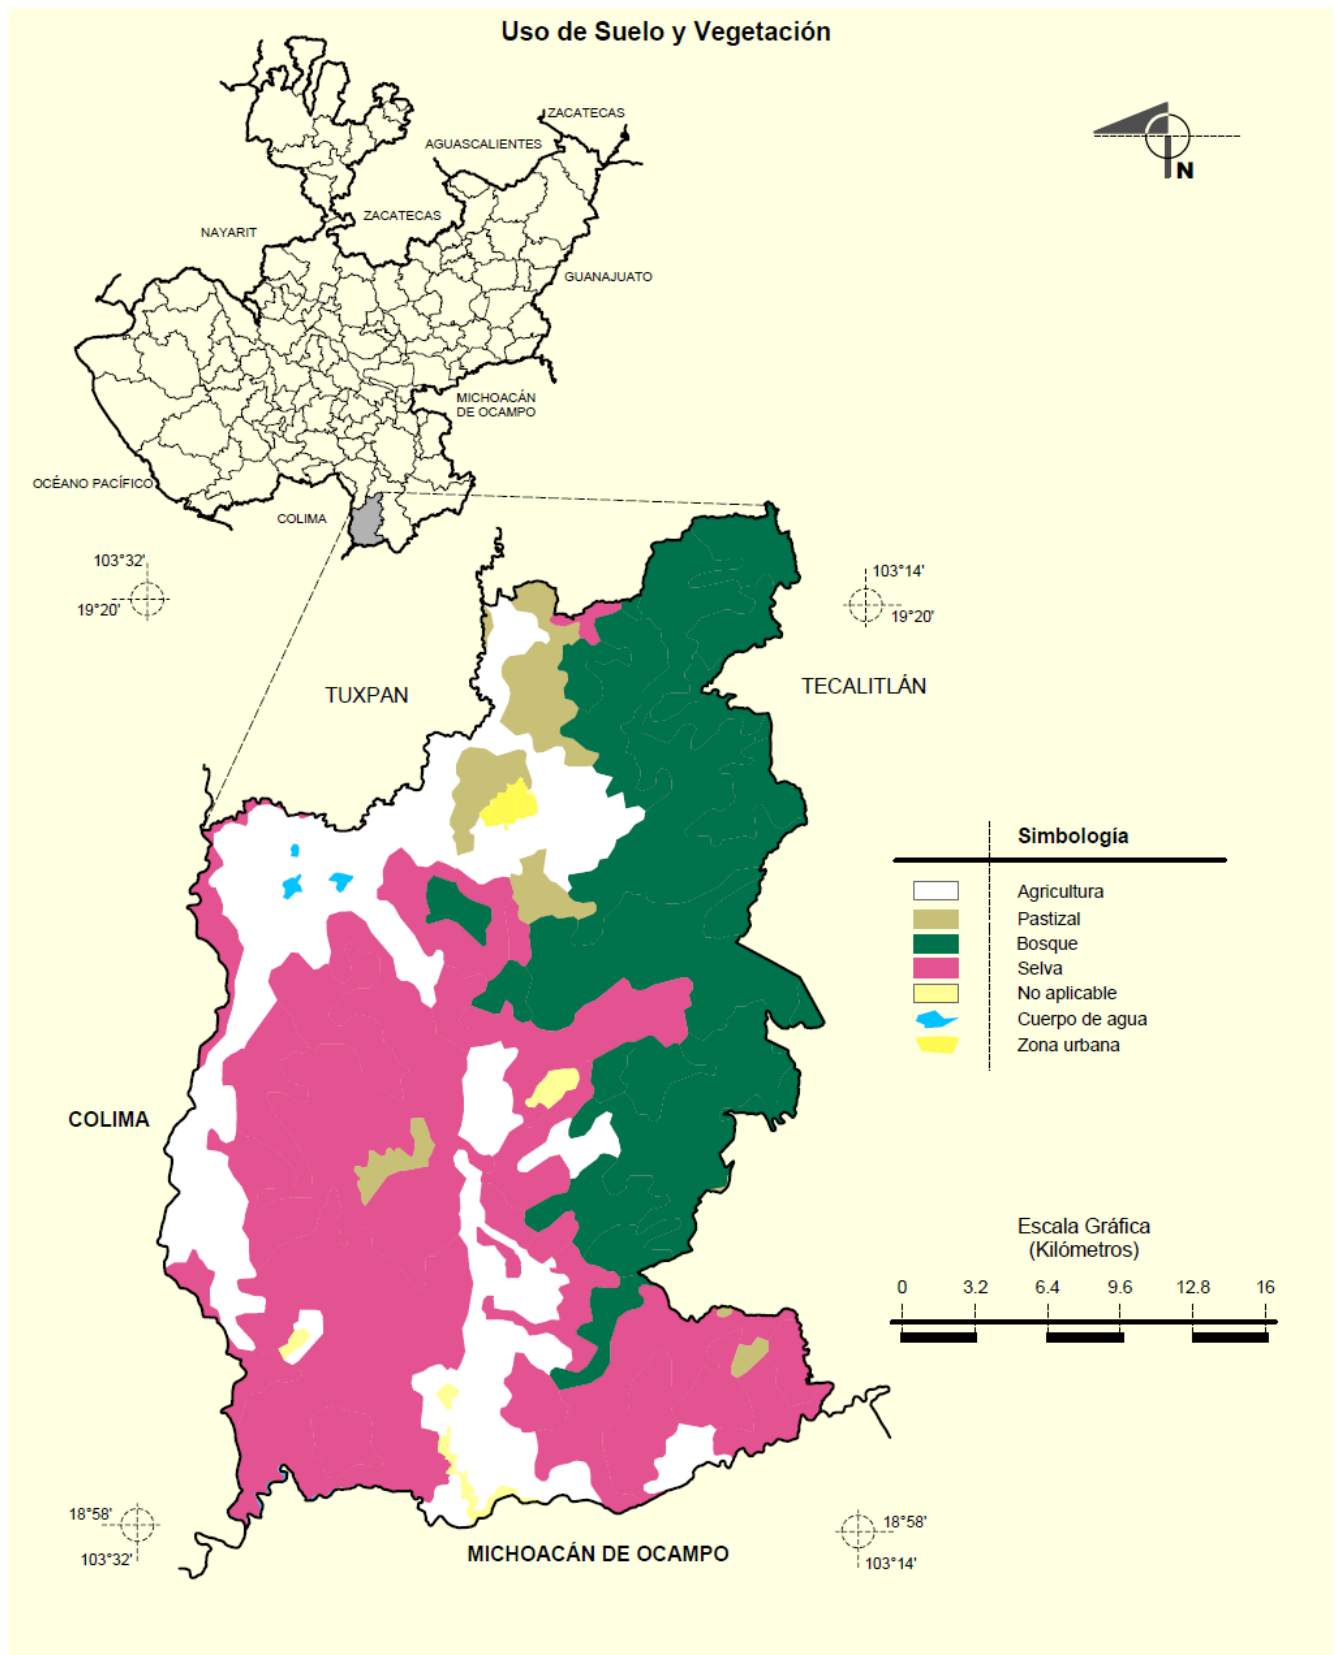 Uso de Suelo y Vegetación
ZACATECAS
AGUASCALIENTES
ZACATECAS
NAYARIT
GUANAJUATO
MICHOACÁN
DE OCAMPO
OCÉANO PACÍFICO
COLIMA
N
103°32'
19°20'
103°14'
19°20'
TUXPAN
TECALITLÁN
Simbología
Agricultura
Pastizal
Bosque
Selva
No aplicable
Cuerpo de agua
Zona urbana
COLIMA
Escala Gráfica
(Kilómetros)
0 3.2 6.4 9.6 12.8 16
18°58'
103°32'
MICHOACÁN DE OCAMPO
18°58'
103°14'